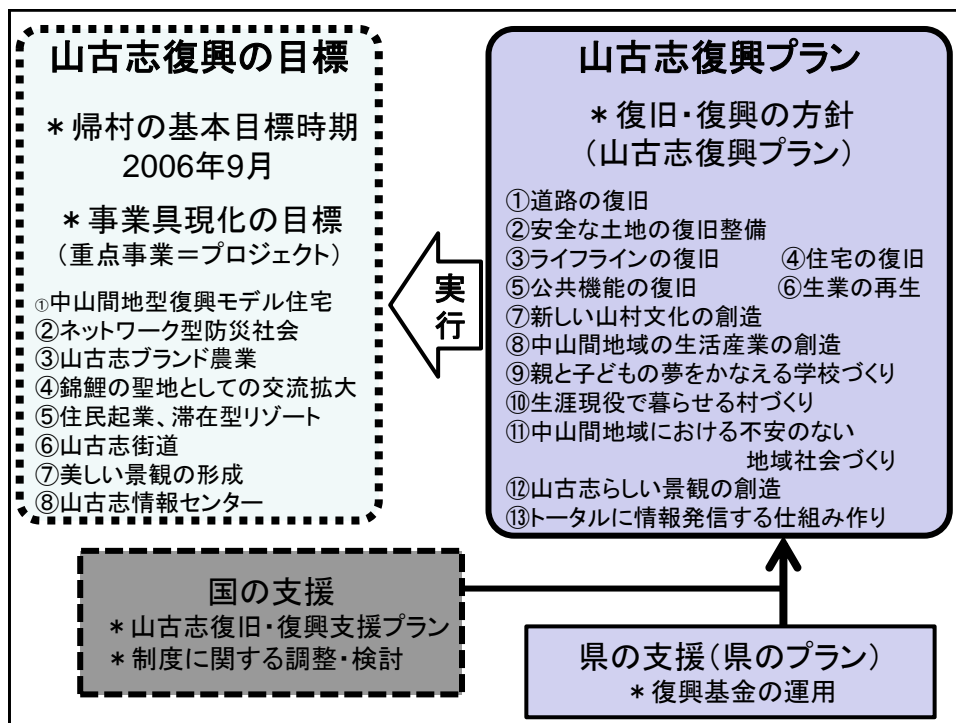 山古志復興の目標
＊帰村の基本目標時期
2006年9月
＊事業具現化の目標
（重点事業＝プロジェクト）
①中山間地型復興モデル住宅
②ネットワーク型防災社会
③山古志ブランド農業
④錦鯉の聖地としての交流拡大
⑤住民起業、滞在型リゾート
⑥山古志街道
⑦美しい景観の形成
⑧山古志情報センター
実行
山古志復興プラン
＊復旧・復興の方針
（山古志復興プラン）
①道路の復旧
②安全な土地の復旧整備
③ライフラインの復旧　④住宅の復旧
⑤公共機能の復旧　⑥生業の再生
⑦新しい山村文化の創造
⑧中山間地域の生活産業の創造
⑨親と子どもの夢をかなえる学校づくり
⑩生涯現役で暮らせる村づくり
⑪中山間地域における不安のない
地域社会づくり
⑫山古志らしい景観の創造
⑬トータルに情報発信する仕組み作り
国の支援
＊山古志復旧・復興支援プラン
＊制度に関する調整・検討
県の支援（県のプラン）
＊復興基金の運用